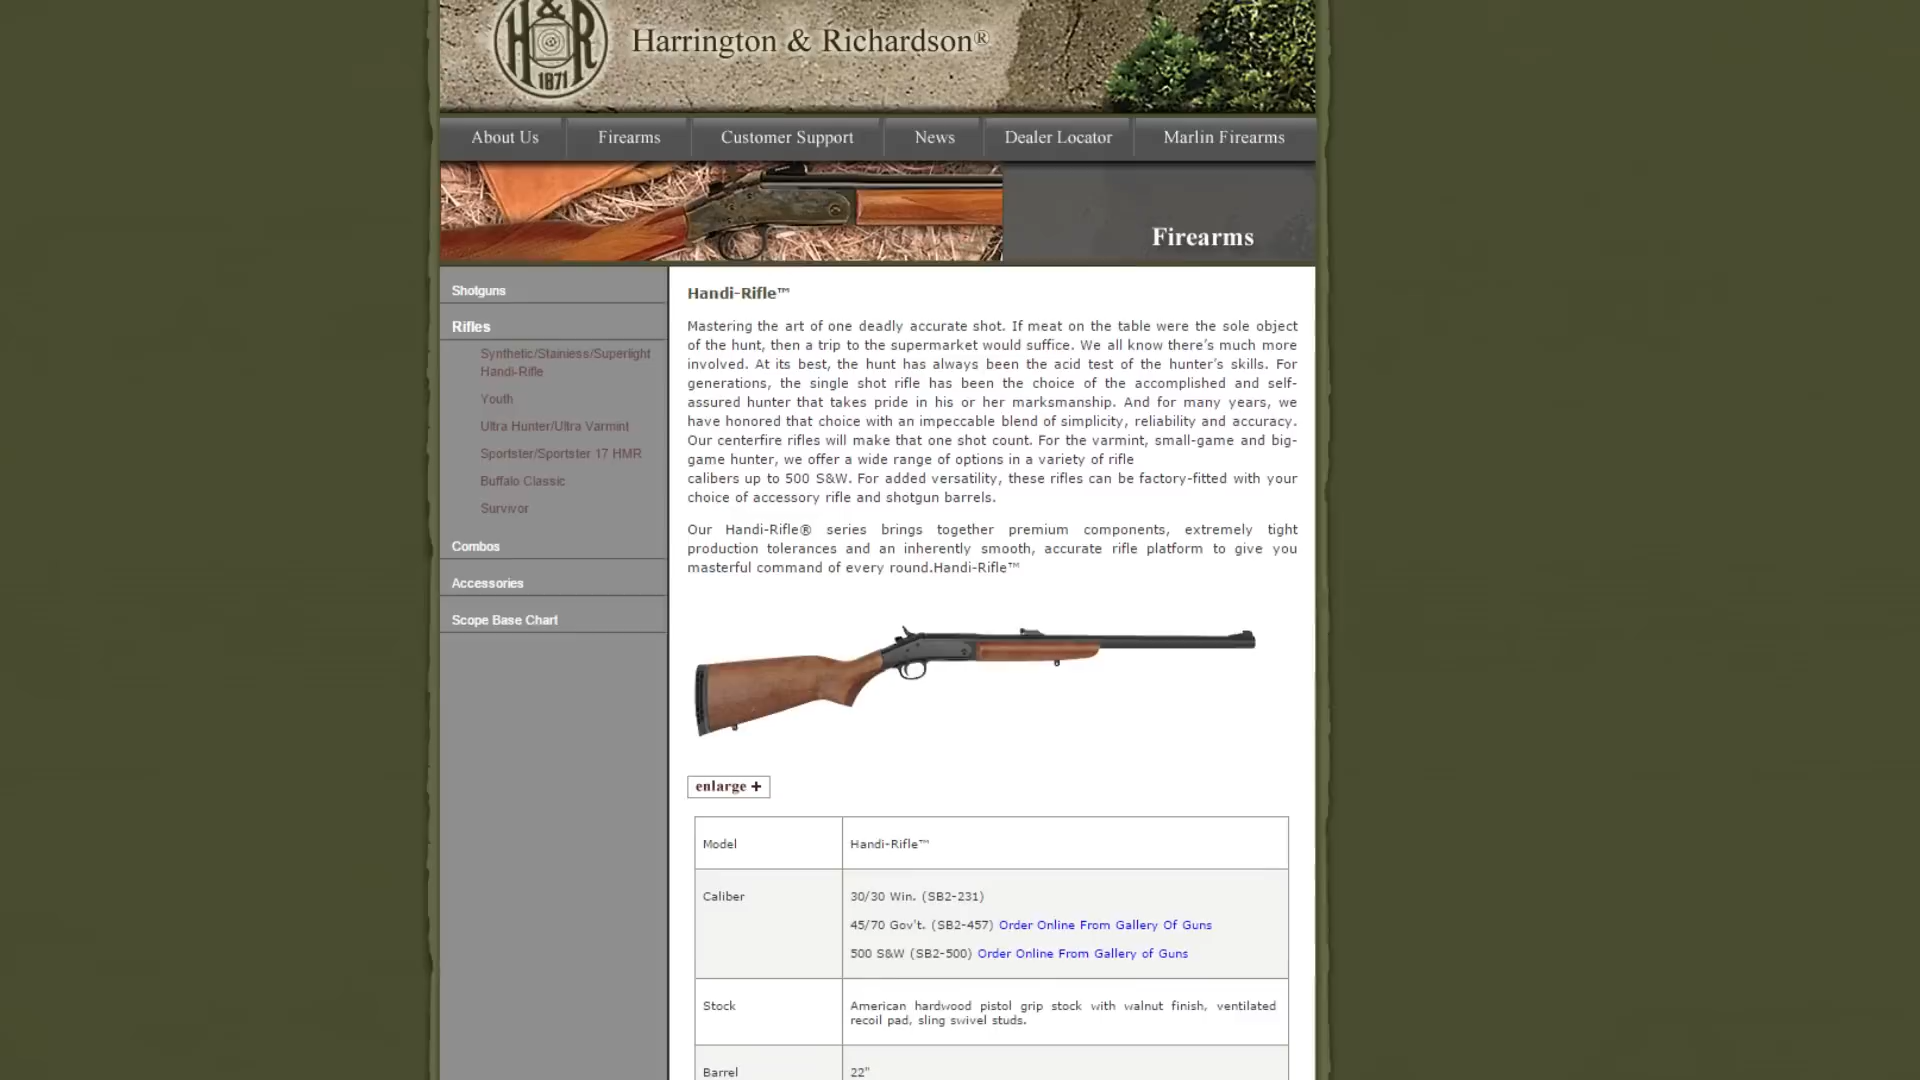 H&R
1871
Harrington & Richardson®
About Us
Firearms
Customer Support
News
Dealer Locator
Marlin Firearms
Firearms
Shotguns
Rifles
Synthetic/Stainless/Superlight
Handi-Rifle
Youth
Ultra Hunter/Ultra Varmint
Sportster/Sportster 17 HMR
Buffalo Classic
Survivor
Combos
Accessories
Scope Base Chart
Handi-Rifle™
Mastering the art of one deadly accurate shot. If meat on the table were the sole object
of the hunt, then a trip to the supermarket would suffice. We all know there's much more
involved. At its best, the hunt has always been the acid test of the hunter's skills. For
generations, the single shot rifle has been the choice of the accomplished and self-
assured hunter that takes pride in his or her marksmanship. And for many years, we
have honored that choice with an impeccable blend of simplicity, reliability and accuracy.
Our centerfire rifles will make that one shot count. For the varmint, small-game and big-
game hunter, we offer a wide range of options in a variety of rifle
calibers up to 500 S&W. For added versatility, these rifles can be factory-fitted with your
choice of accessory rifle and shotgun barrels.
Our Handi-Rifle® series brings together premium components, extremely tight
production tolerances and an inherently smooth, accurate rifle platform to give you
masterful command of every round.Handi-Rifle™
enlarge +
Model
Handi-Rifle™
Caliber
30/30 Win. (SB2-231)
45/70 Gov't. (SB2-457) Order Online From Gallery Of Guns
500 S&W (SB2-500) Order Online From Gallery of Guns
Stock
American hardwood pistol grip stock with walnut finish, ventilated
recoil pad, sling swivel studs.
Barrel
22"